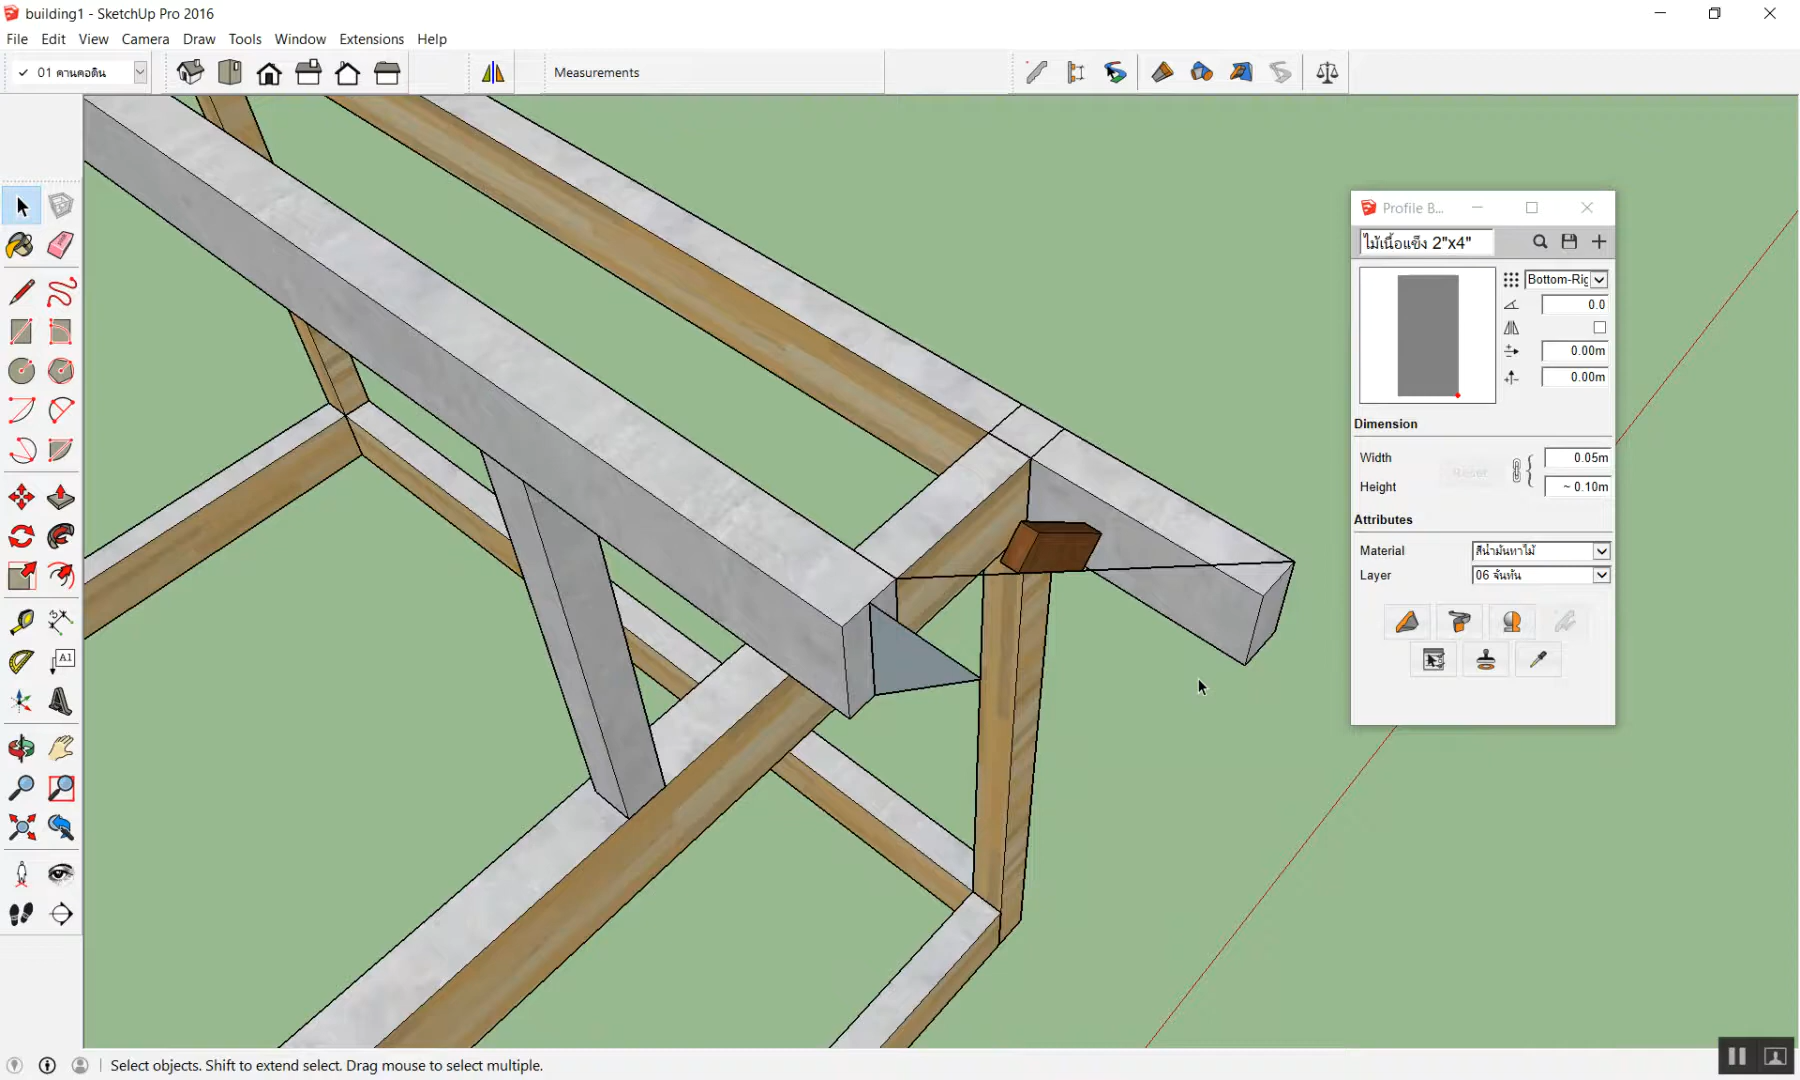 building1 - SketchUp Pro 2016
File Edit View Camera Draw Tools Window Extensions Help
01 คานคอดิน
Measurements
Profile B...
ไม้เนื้อแข็ง 2"x4"
Bottom-Rig
0.0
0.00m
0.00m
Dimension
Width 0.05m
Reset
Height ~ 0.10m
Attributes
Material สีน้ำมันทาไม้
Layer 06 จันทัน
A1
Select objects. Shift to extend select. Drag mouse to select multiple.